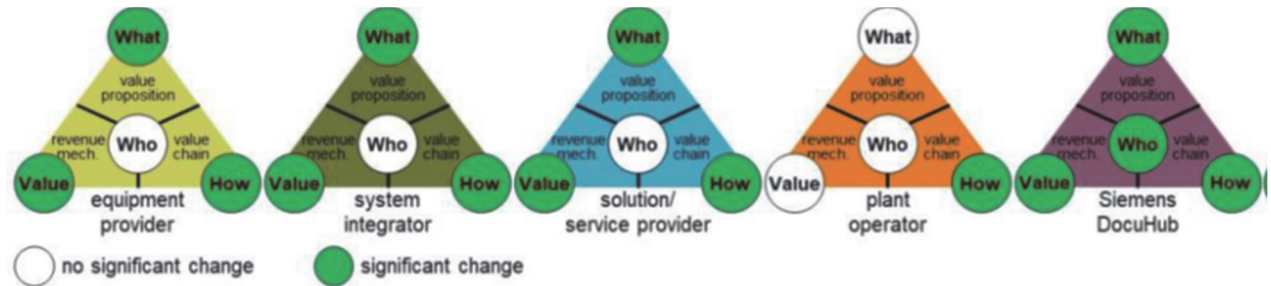 What What What What What
value proposition value proposition value proposition value proposition value proposition
revenue mech. Who value chain revenue mech. Who value chain revenue mech. Who value chain revenue mech. Who value chain revenue mech. Who value chain
Value How Value How Value How Value How Value How
equipment provider system integrator solution/ service provider plant operator Siemens DocuHub
no significant change significant change